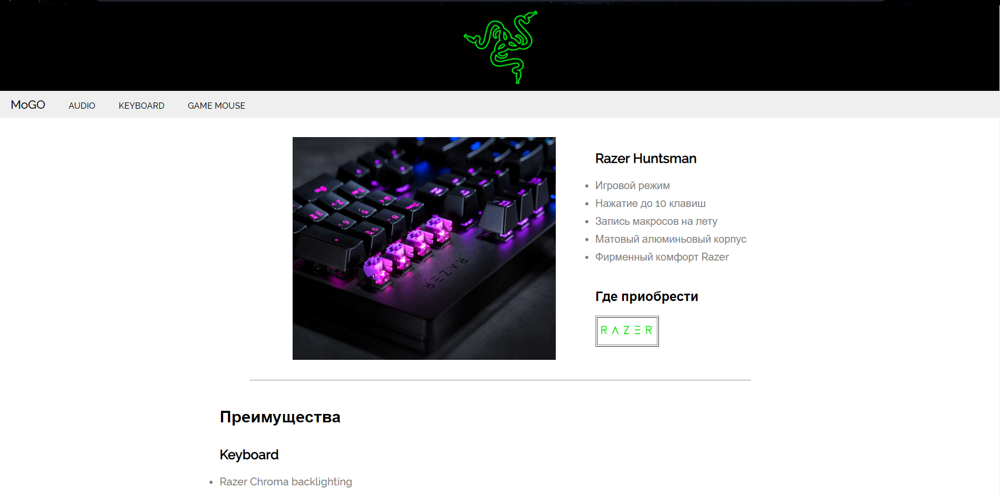 MoGO AUDIO KEYBOARD GAME MOUSE
RAZER
Razer Huntsman
Игровой режим
Нажатие до 10 клавиш
Запись макросов на лету
Матовый алюминьовый корпус
Фирменный комфорт Razer
Где приобрести
RAZER
Преимущества
Keyboard
Razer Chroma backlighting